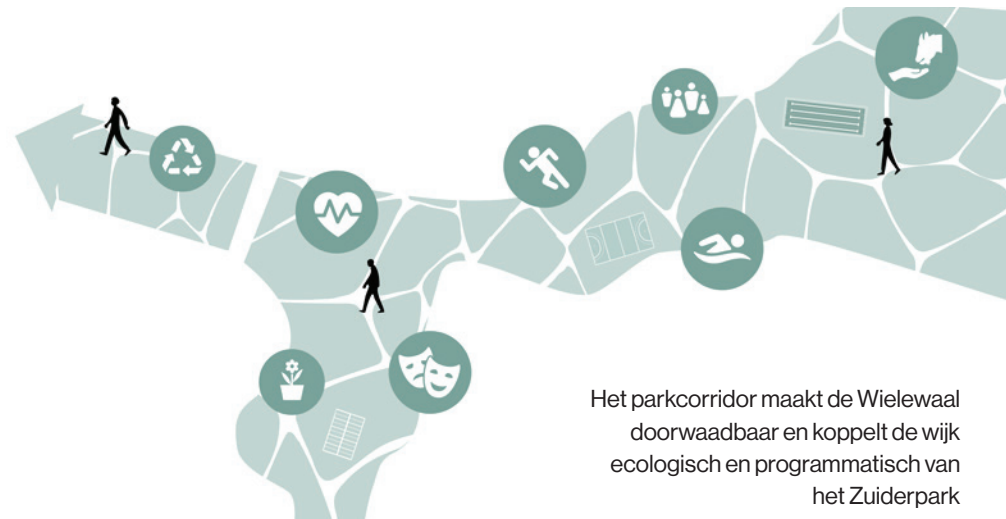 Het parkcorridor maakt de Wielewaal
doorwaadbaar en koppelt de wijk
ecologisch en programmatisch van
het Zuiderpark